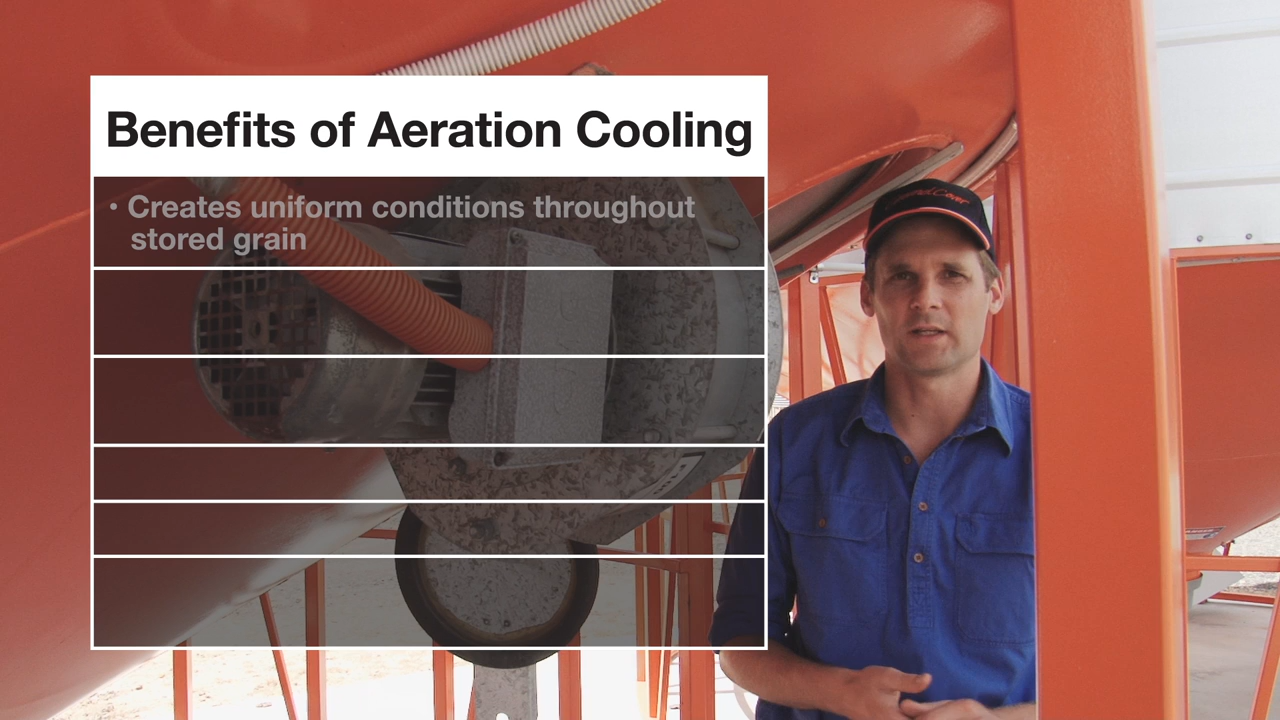 Benefits of Aeration Cooling
• Creates uniform conditions throughout
stored grain